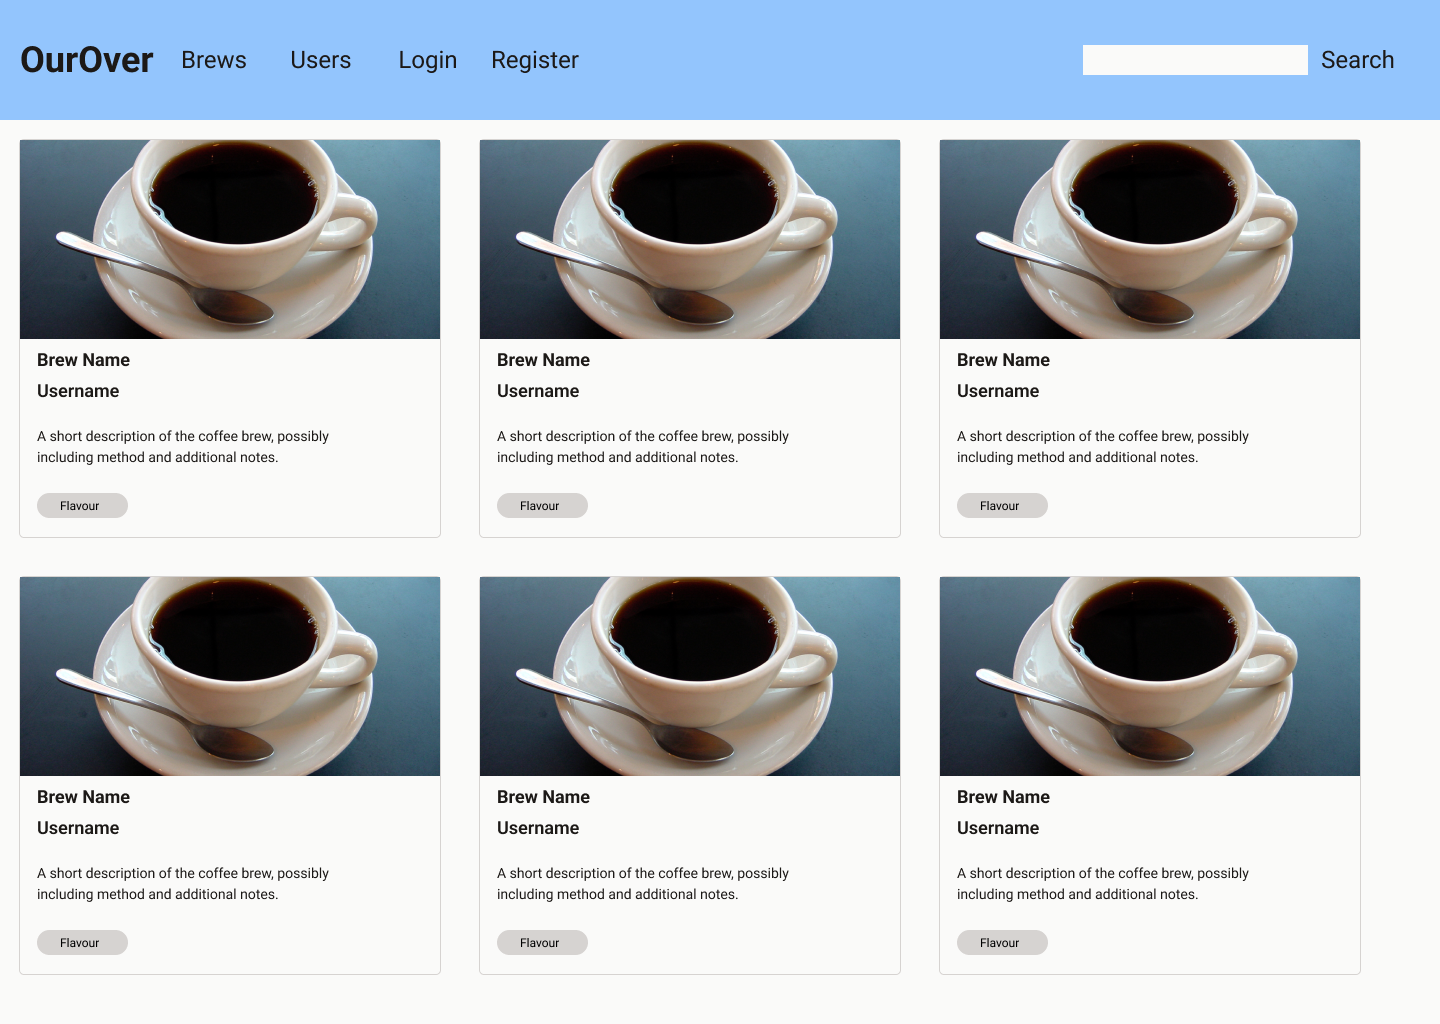 OurOver Brews Users Login Register Search
Brew Name
Username
A short description of the coffee brew, possibly
including method and additional notes.
Flavour
Brew Name
Username
A short description of the coffee brew, possibly
including method and additional notes.
Flavour
Brew Name
Username
A short description of the coffee brew, possibly
including method and additional notes.
Flavour
Brew Name
Username
A short description of the coffee brew, possibly
including method and additional notes.
Flavour
Brew Name
Username
A short description of the coffee brew, possibly
including method and additional notes.
Flavour
Brew Name
Username
A short description of the coffee brew, possibly
including method and additional notes.
Flavour